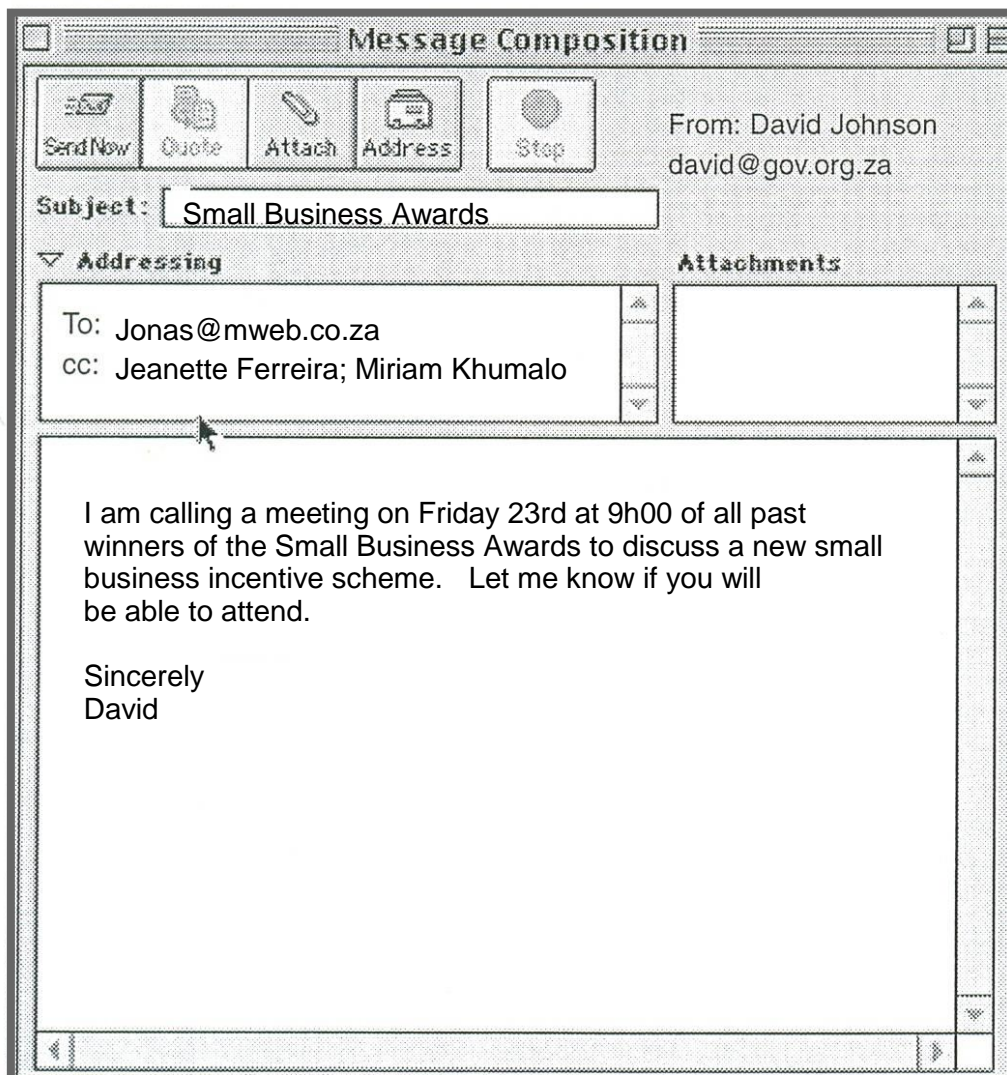 Message Composition
Send Now Quote Attach Address Stop
From: David Johnson
david@gov.org.za
Subject: Small Business Awards
Addressing
Attachments
To: Jonas@mweb.co.za
cc: Jeanette Ferreira; Miriam Khumalo
I am calling a meeting on Friday 23rd at 9h00 of all past
winners of the Small Business Awards to discuss a new small
business incentive scheme. Let me know if you will
be able to attend.
Sincerely
David